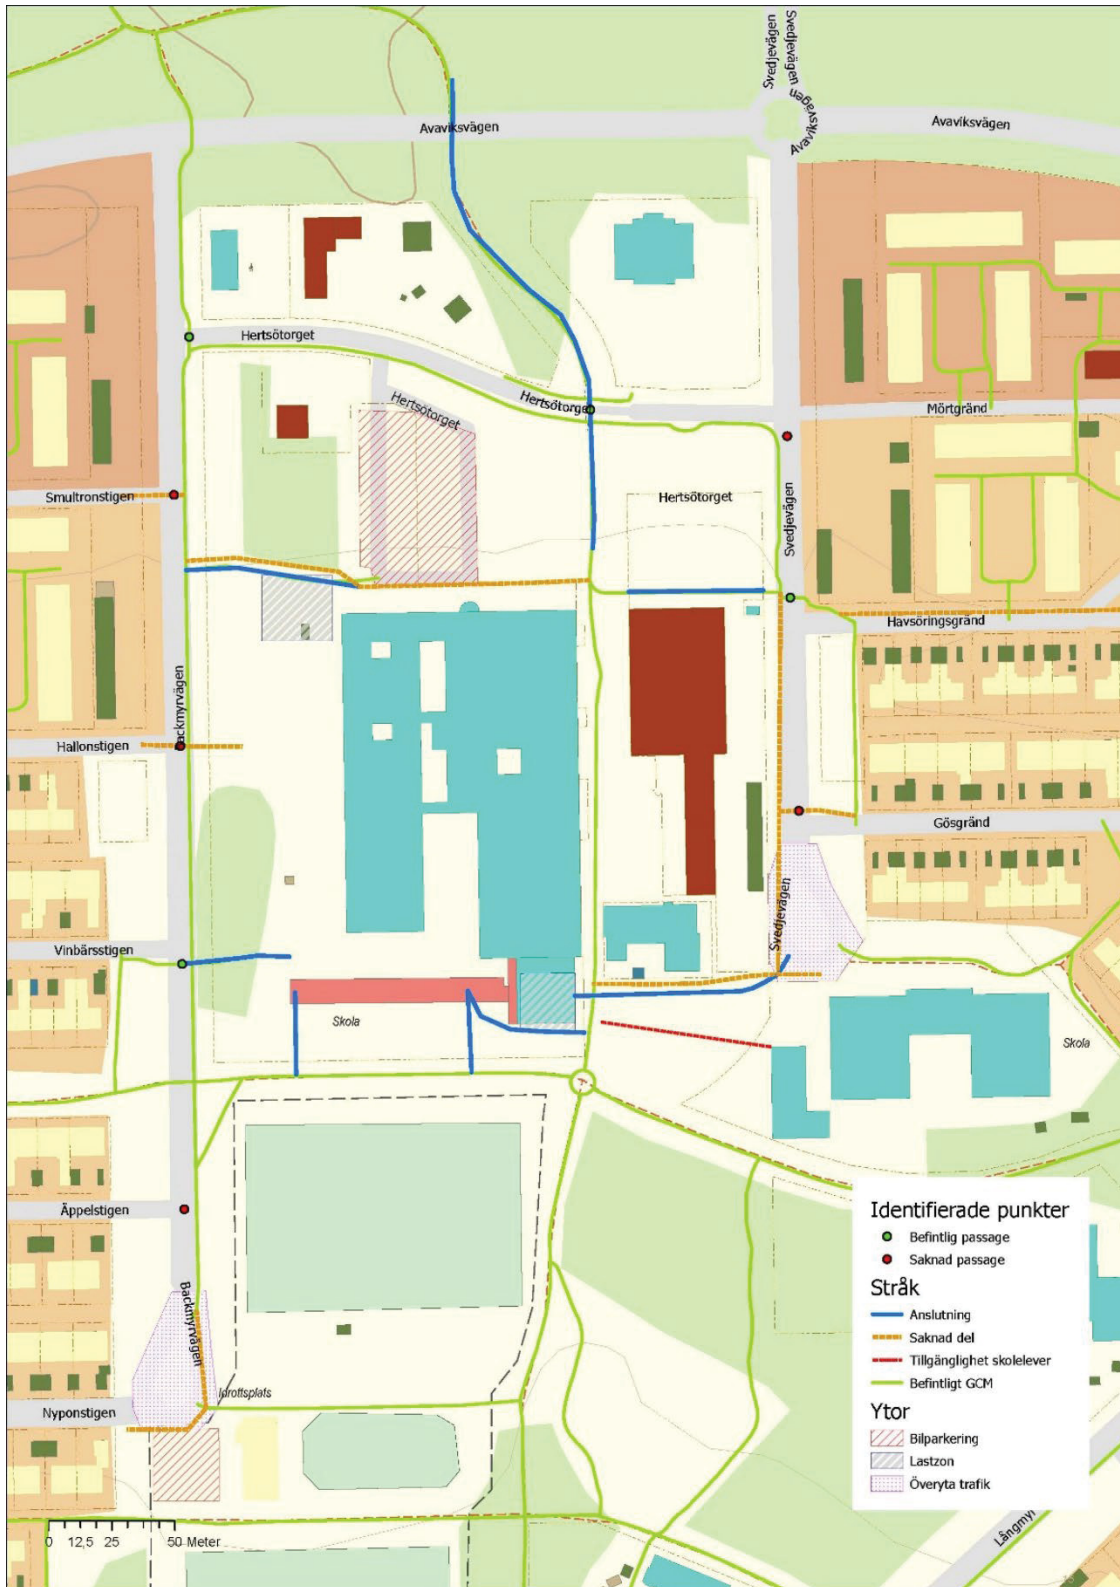 Svedjevägen
Svedjevägen
Avaviksvägen
Avaviksvägen
Avaviksvägen
Hertsötorget
Hertsötorget
Hertsötorget
Mörtgränd
Smultronstigen
Hertsötorget
Svedjevägen
Havsöringsgränd
Backmyrvägen
Hallonstigen
Gösgränd
Svedjevägen
Vinbärsstigen
Skola
Skola
Äppelstigen
Backmyrvägen
Idrottsplats
Nyponstigen
Identifierade punkter
Befintlig passage
Saknad passage
Stråk
Anslutning
Saknad del
Tillgänglighet skolelever
Befintligt GCM
Ytor
Bilparkering
Lastzon
Överyta trafik
0 12,5 25 50 Meter